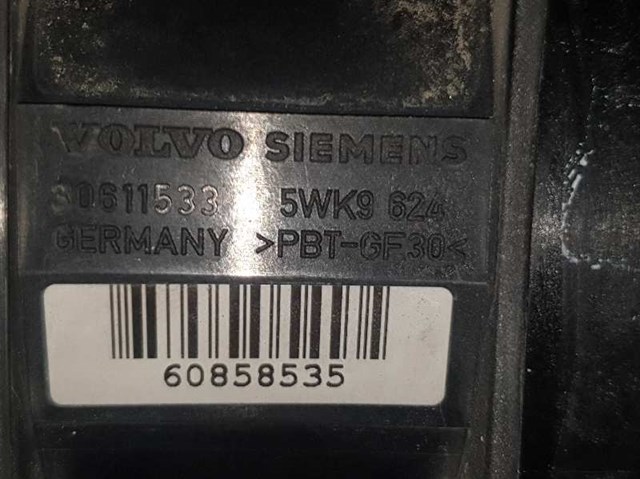 VOLVO SIEMENS
30611533 5WK9 624
GERMANY >PBT-GF30<
60858535